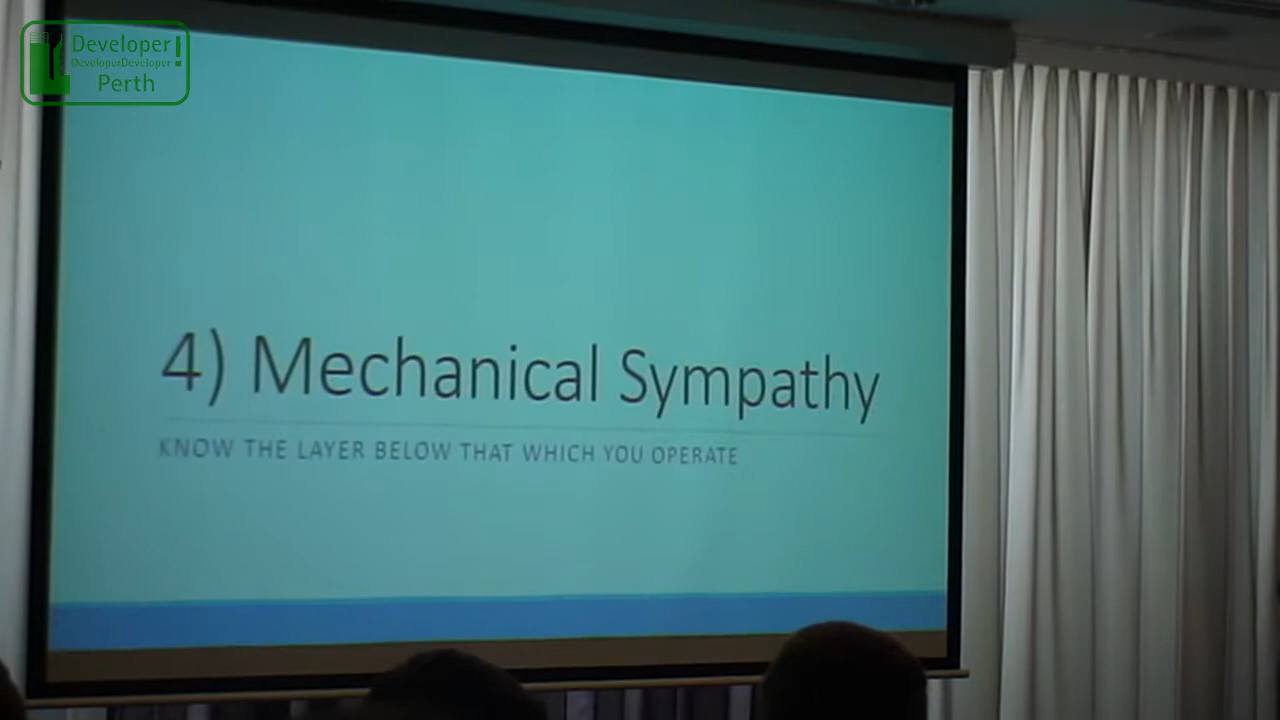 Developer!
DeveloperDeveloper
Perth
4) Mechanical Sympathy
KNOW THE LAYER BELOW THAT WHICH YOU OPERATE